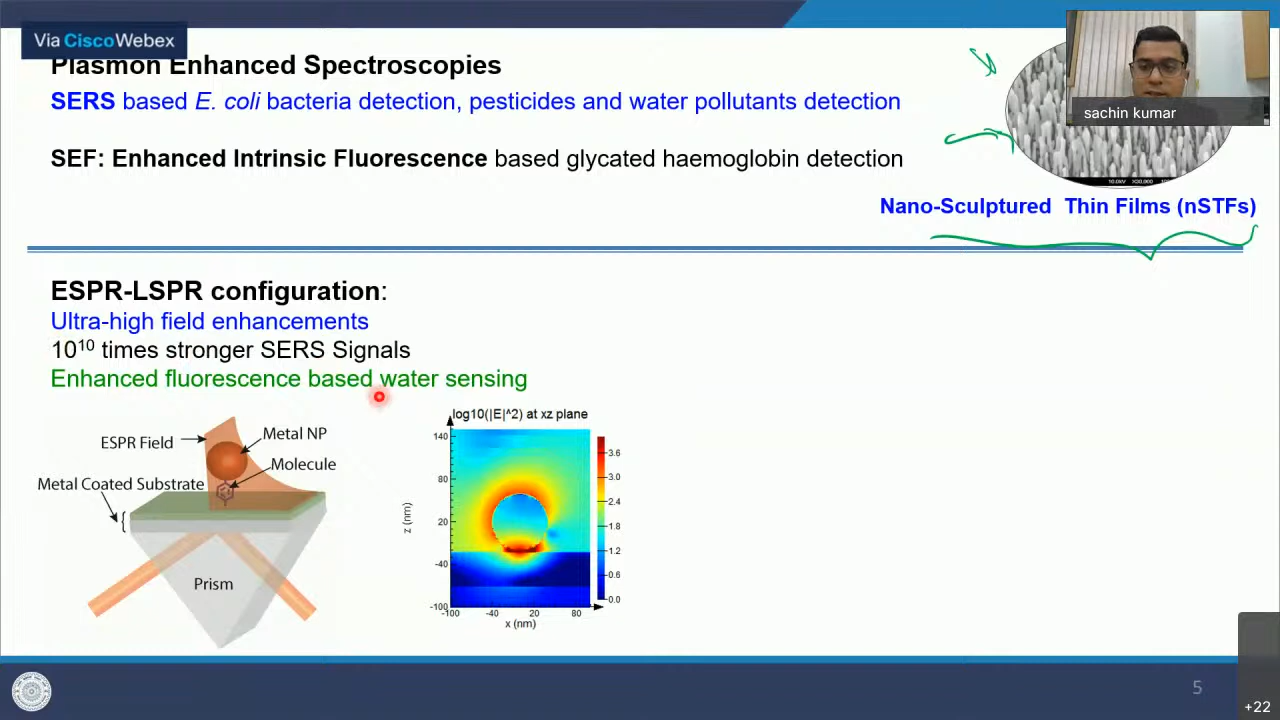 Via CiscoWebex
Plasmon Enhanced Spectroscopies
SERS based E. coli bacteria detection, pesticides and water pollutants detection
sachin kumar
SEF: Enhanced Intrinsic Fluorescence based glycated haemoglobin detection
Nano-Sculptured Thin Films (nSTFs)
ESPR-LSPR configuration:
Ultra-high field enhancements
10¹⁰ times stronger SERS Signals
Enhanced fluorescence based water sensing
ESPR Field
Metal NP
Molecule
Metal Coated Substrate
Prism
log10(|E|^2) at xz plane
140
80
20
-40
-100
z (nm)
-100 -40 20 80
x (nm)
3.6
3.0
2.4
1.8
1.2
0.6
0.0
5
+22